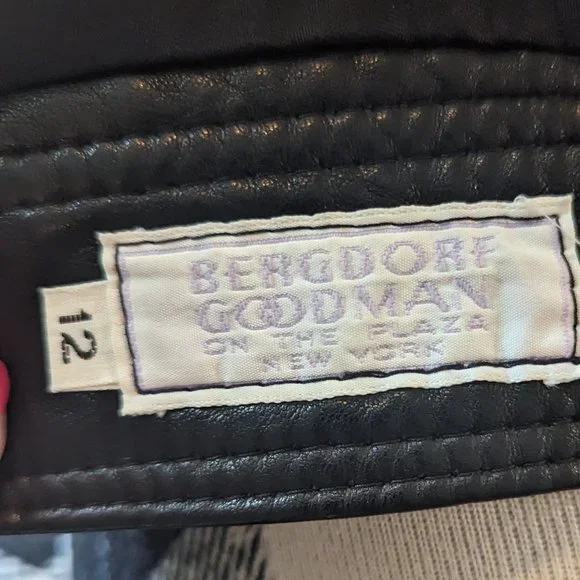 BERGDORF
GOODMAN
ON THE PLAZA
NEW YORK
12